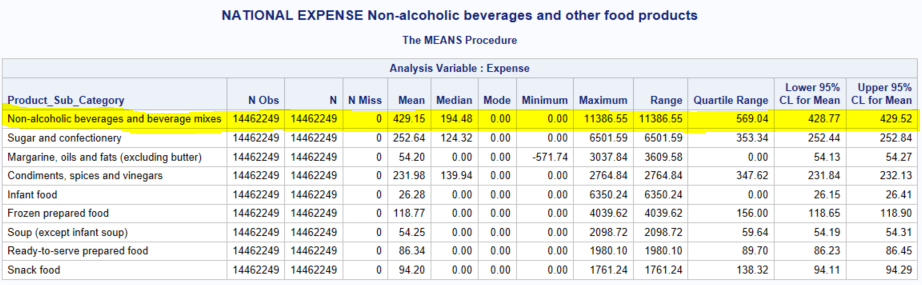 NATIONAL EXPENSE Non-alcoholic beverages and other food products
The MEANS Procedure
Analysis Variable : Expense
Product_Sub_Category N Obs N N Miss Mean Median Mode Minimum Maximum Range Quartile Range Lower 95% CL for Mean Upper 95% CL for Mean
Non-alcoholic beverages and beverage mixes 14462249 14462249 0 429.15 194.48 0.00 0.00 11386.55 11386.55 569.04 428.77 429.52
Sugar and confectionery 14462249 14462249 0 252.64 124.32 0.00 0.00 6501.59 6501.59 353.34 252.44 252.84
Margarine, oils and fats (excluding butter) 14462249 14462249 0 54.20 0.00 0.00 -571.74 3037.84 3609.58 0.00 54.13 54.27
Condiments, spices and vinegars 14462249 14462249 0 231.98 139.94 0.00 0.00 2764.84 2764.84 347.62 231.84 232.13
Infant food 14462249 14462249 0 26.28 0.00 0.00 0.00 6350.24 6350.24 0.00 26.15 26.41
Frozen prepared food 14462249 14462249 0 118.77 0.00 0.00 0.00 4039.62 4039.62 156.00 118.65 118.90
Soup (except infant soup) 14462249 14462249 0 54.25 0.00 0.00 0.00 2098.72 2098.72 59.64 54.19 54.31
Ready-to-serve prepared food 14462249 14462249 0 86.34 0.00 0.00 0.00 1980.10 1980.10 89.70 86.23 86.45
Snack food 14462249 14462249 0 94.20 0.00 0.00 0.00 1761.24 1761.24 138.32 94.11 94.29